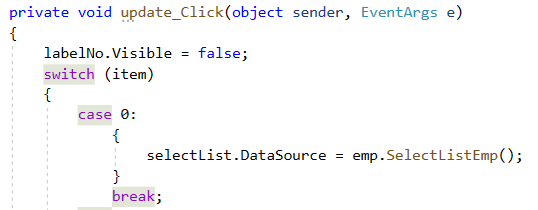 private void update_Click(object sender, EventArgs e)
{
labelNo.Visible = false;
switch (item)
{
case 0:
{
selectList.DataSource = emp.SelectListEmp();
}
break;